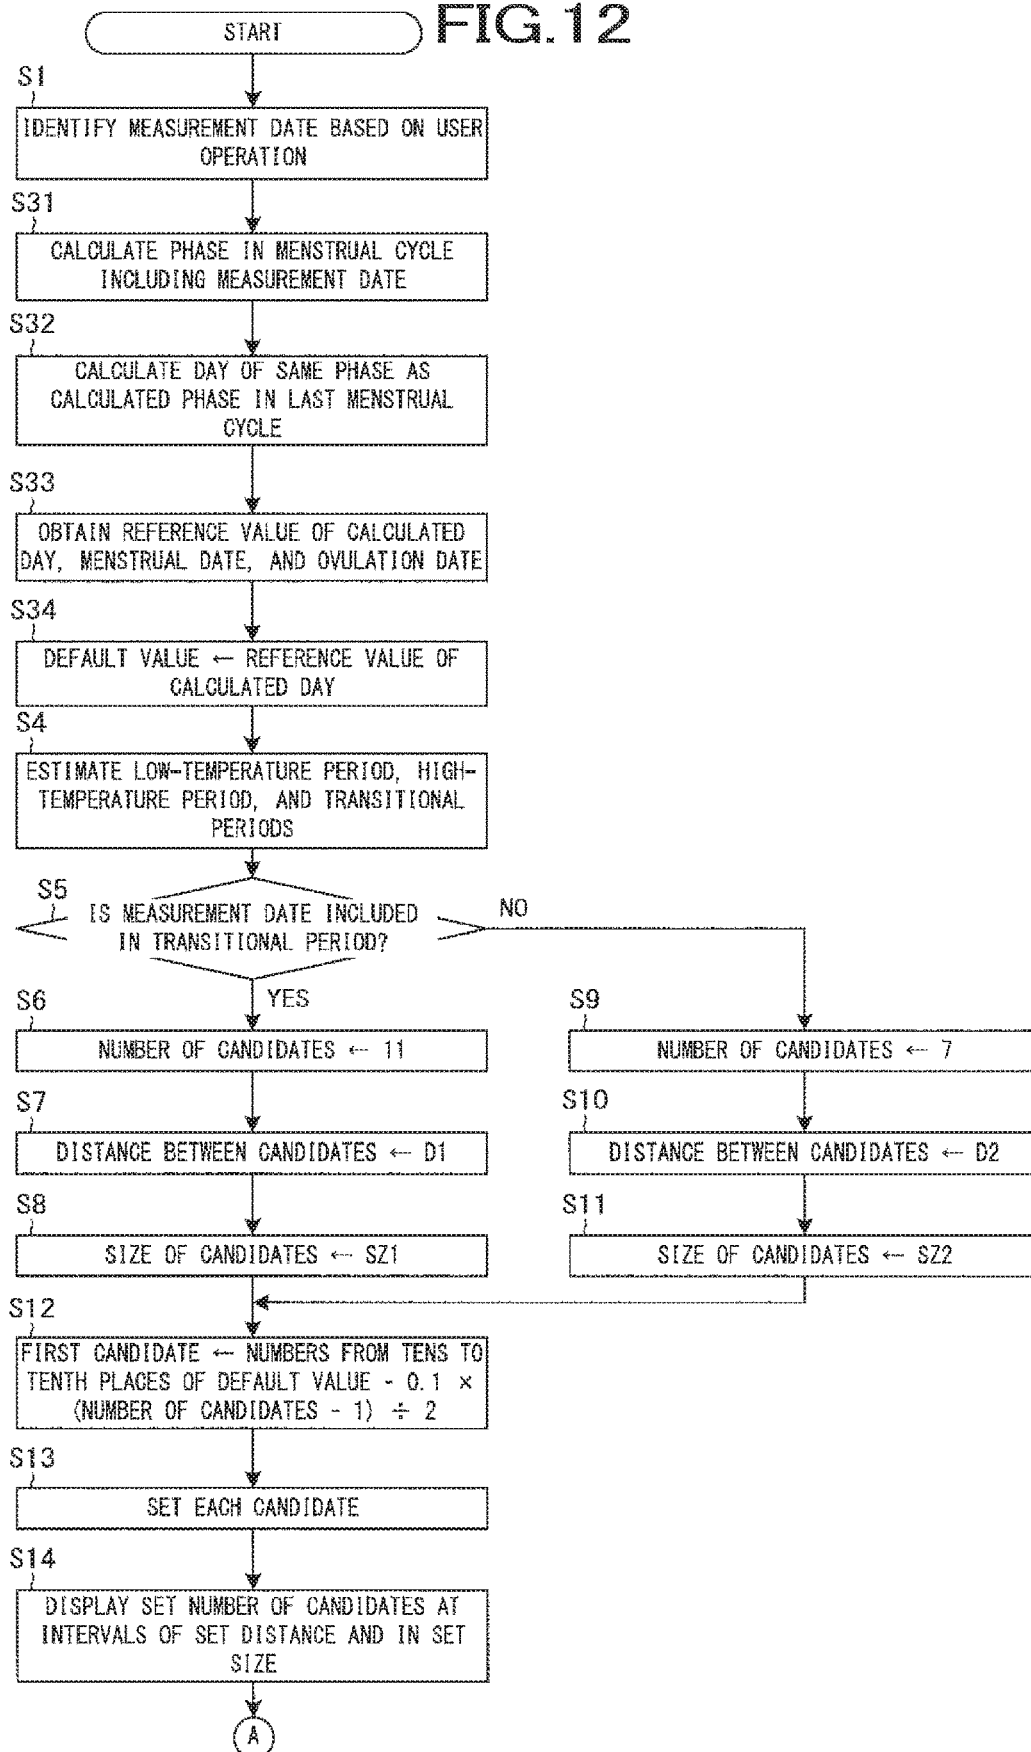 FIG.12
START
S1
IDENTIFY MEASUREMENT DATE BASED ON USER
OPERATION
S31
CALCULATE PHASE IN MENSTRUAL CYCLE
INCLUDING MEASUREMENT DATE
S32
CALCULATE DAY OF SAME PHASE AS
CALCULATED PHASE IN LAST MENSTRUAL
CYCLE
S33
OBTAIN REFERENCE VALUE OF CALCULATED
DAY, MENSTRUAL DATE, AND OVULATION DATE
S34
DEFAULT VALUE ← REFERENCE VALUE OF
CALCULATED DAY
S4
ESTIMATE LOW-TEMPERATURE PERIOD, HIGH-
TEMPERATURE PERIOD, AND TRANSITIONAL
PERIODS
S5
IS MEASUREMENT DATE INCLUDED
IN TRANSITIONAL PERIOD?
NO
YES
S6
NUMBER OF CANDIDATES ← 11
S9
NUMBER OF CANDIDATES ← 7
S7
DISTANCE BETWEEN CANDIDATES ← D1
S10
DISTANCE BETWEEN CANDIDATES ← D2
S8
SIZE OF CANDIDATES ← SZ1
S11
SIZE OF CANDIDATES ← SZ2
S12
FIRST CANDIDATE ← NUMBERS FROM TENS TO
TENTH PLACES OF DEFAULT VALUE - 0.1 ×
(NUMBER OF CANDIDATES - 1) ÷ 2
S13
SET EACH CANDIDATE
S14
DISPLAY SET NUMBER OF CANDIDATES AT
INTERVALS OF SET DISTANCE AND IN SET
SIZE
A